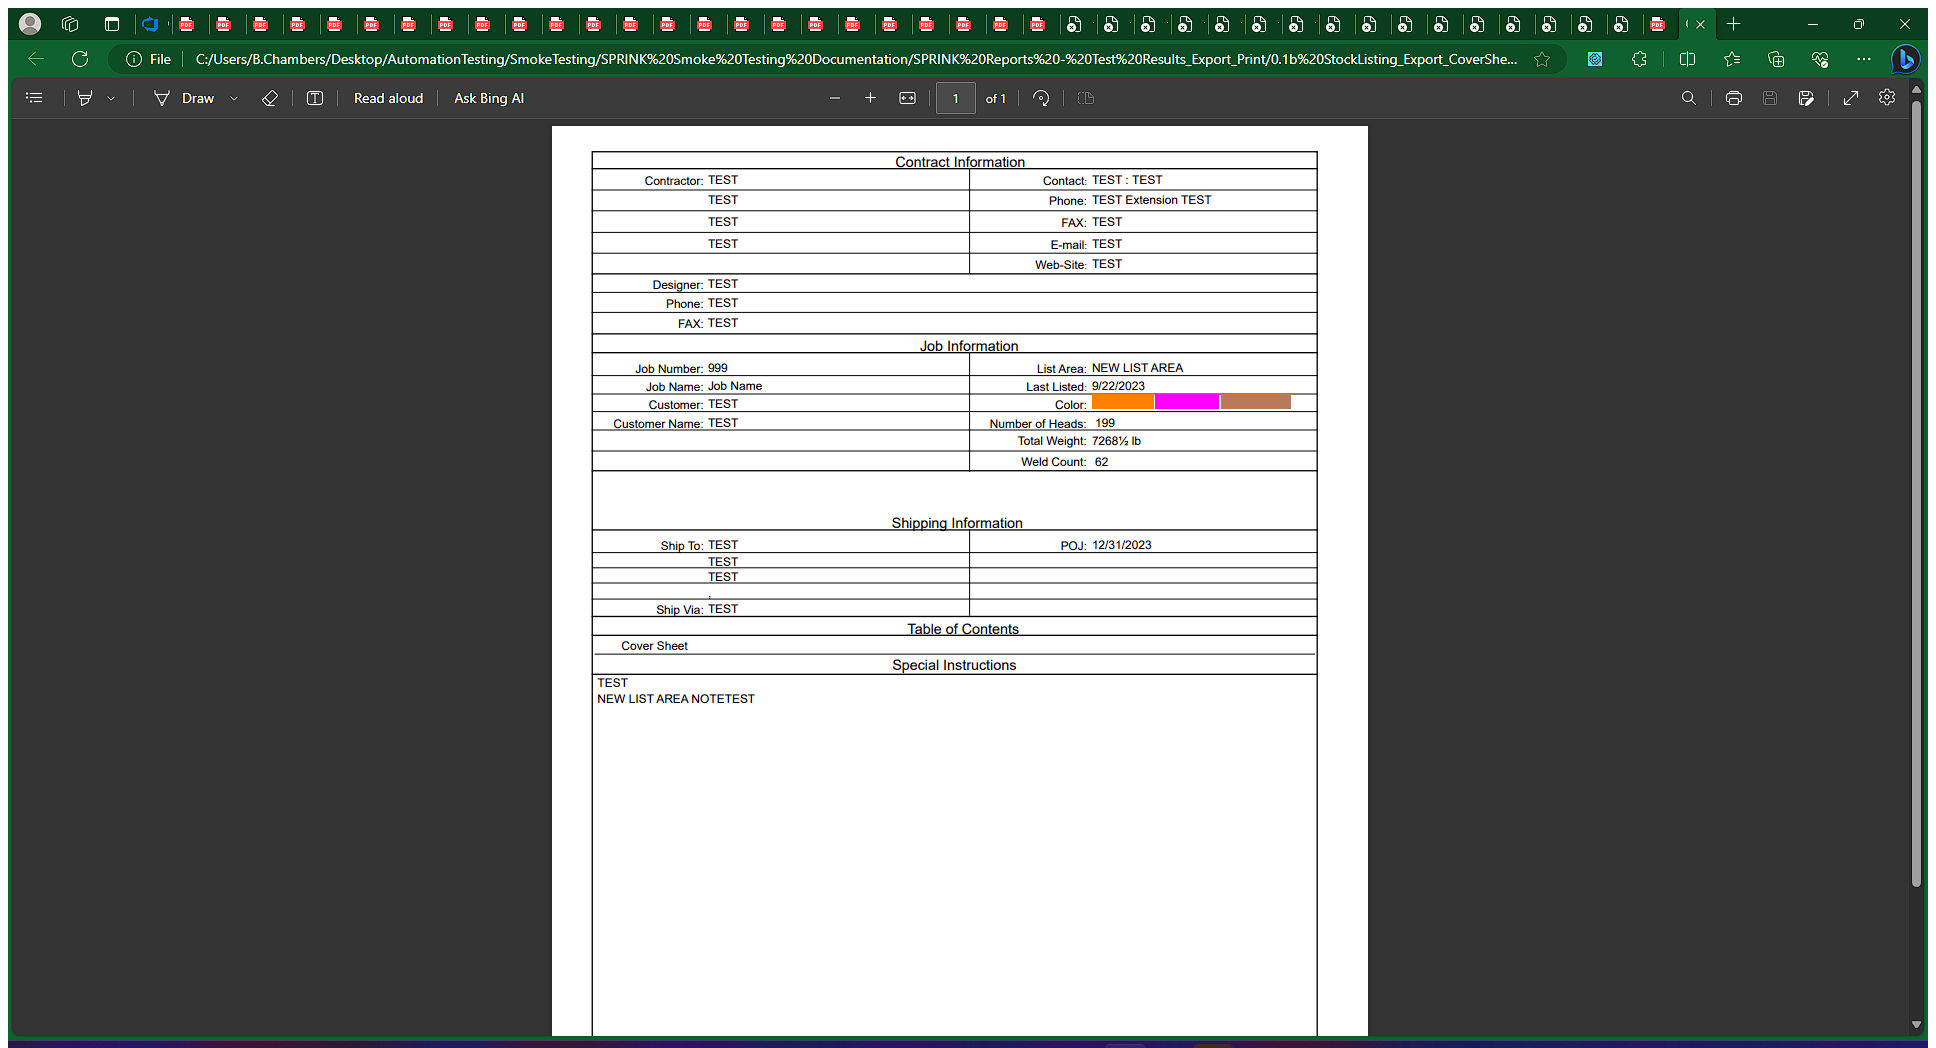 File C:/Users/B.Chambers/Desktop/AutomationTesting/SmokeTesting/SPRINK%20Smoke%20Testing%20Documentation/SPRINK%20Reports%20-%20Test%20Results_Export_Print/0.1b%20StockListing_Export_CoverShe...
Draw Read aloud Ask Bing AI 1 of 1
Contract Information
Contractor: TEST Contact: TEST : TEST
TEST Phone: TEST Extension TEST
TEST FAX: TEST
TEST E-mail: TEST
Web-Site: TEST
Designer: TEST
Phone: TEST
FAX: TEST
Job Information
Job Number: 999 List Area: NEW LIST AREA
Job Name: Job Name Last Listed: 9/22/2023
Customer: TEST Color:
Customer Name: TEST Number of Heads: 199
Total Weight: 7268½ lb
Weld Count: 62
Shipping Information
Ship To: TEST POJ: 12/31/2023
TEST
TEST
,
Ship Via: TEST
Table of Contents
Cover Sheet
Special Instructions
TEST
NEW LIST AREA NOTETEST